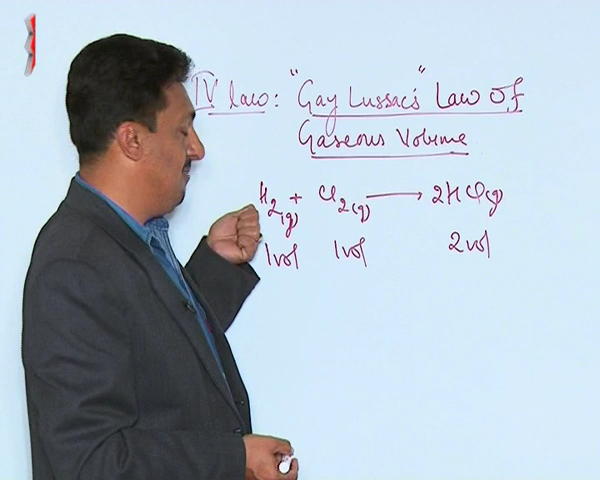 IV law: "Gay Lussac's" Law Of
Gaseous Volume
H2(g) + Cl2(g) → 2HCl(g)
1vol 1vol 2vol